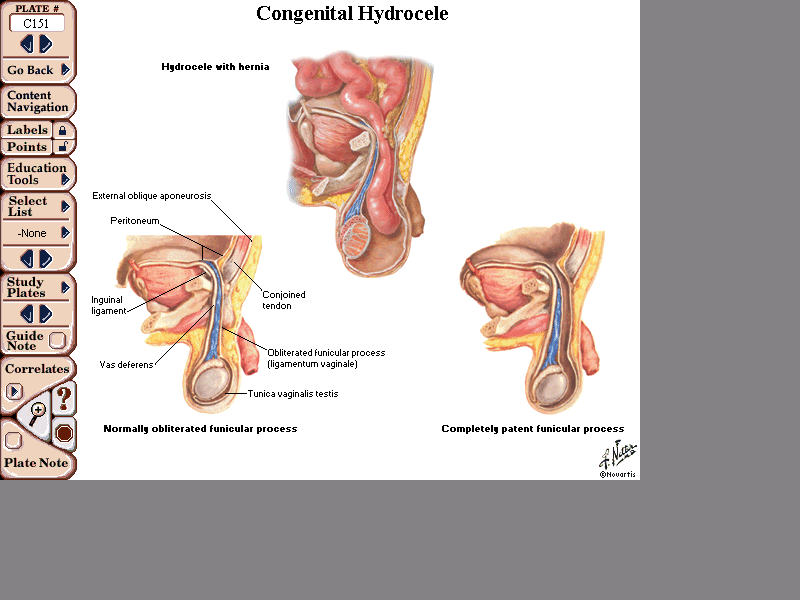 PLATE #
C151
Go Back
Content
Navigation
Labels
Points
Education
Tools
Select
List
-None
Study
Plates
Guide
Note
Correlates
?
Plate Note
Congenital Hydrocele
Hydrocele with hernia
External oblique aponeurosis
Peritoneum
Inguinal
ligament
Conjoined
tendon
Vas deferens
Obliterated funicular process
(ligamentum vaginale)
Tunica vaginalis testis
Normally obliterated funicular process
Completely patent funicular process
F. Netter
©Novartis